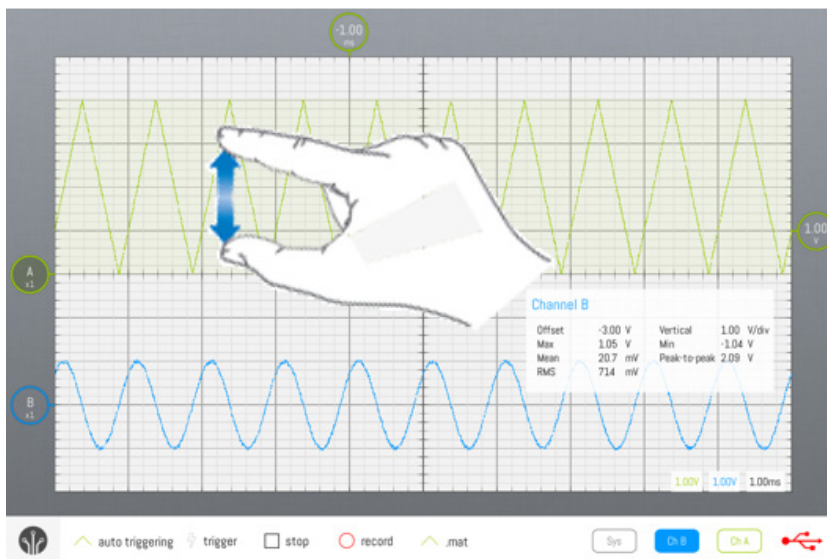 -1.00
ms
1.00
V
A
x1
Channel B
Offset -3.00 V Vertical 1.00 V/div
Max 1.05 V Min -1.04 V
Mean 20.7 mV Peak-to-peak 2.09 V
RMS 714 mV
B
x1
1.00V 1.00V 1.00ms
auto triggering trigger stop record .mat Sys Ch B Ch A